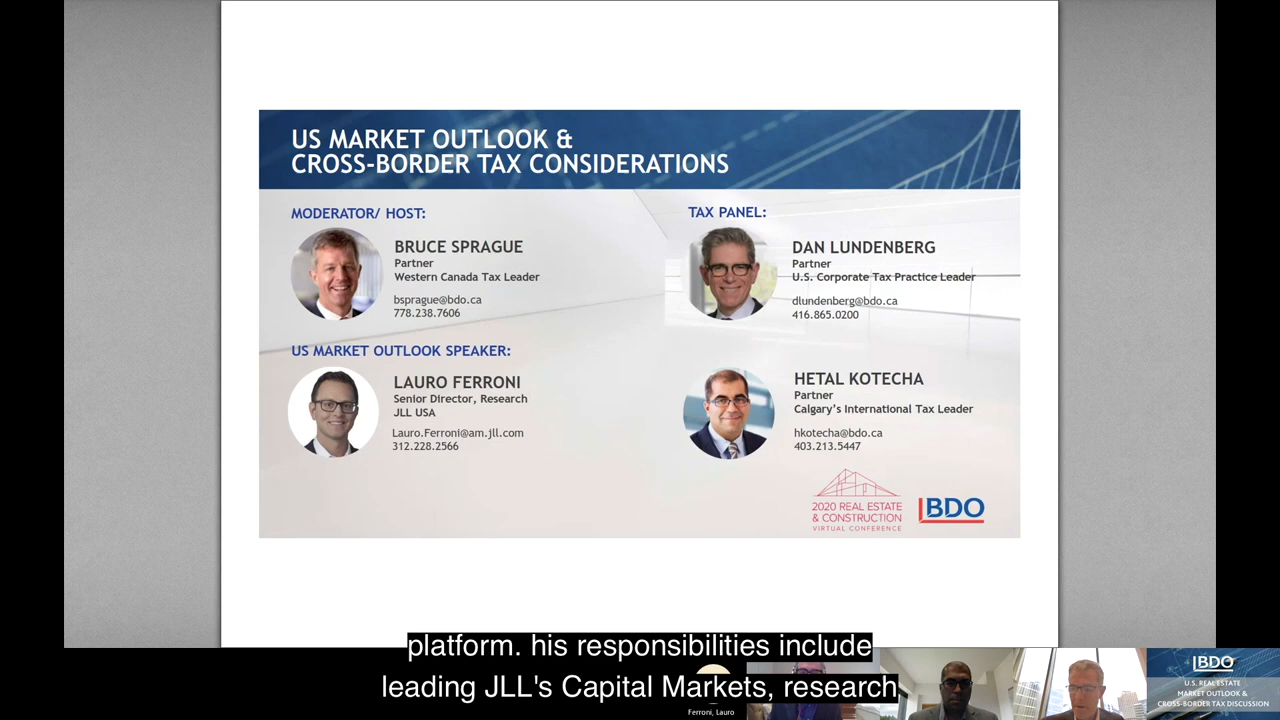 US MARKET OUTLOOK &
CROSS-BORDER TAX CONSIDERATIONS
MODERATOR/ HOST:
BRUCE SPRAGUE
Partner
Western Canada Tax Leader
bsprague@bdo.ca
778.238.7606
US MARKET OUTLOOK SPEAKER:
LAURO FERRONI
Senior Director, Research
JLL USA
Lauro.Ferroni@am.jll.com
312.228.2566
TAX PANEL:
DAN LUNDENBERG
Partner
U.S. Corporate Tax Practice Leader
dlundenberg@bdo.ca
416.865.0200
HETAL KOTECHA
Partner
Calgary’s International Tax Leader
hkotecha@bdo.ca
403.213.5447
2020 REAL ESTATE
& CONSTRUCTION
VIRTUAL CONFERENCE
BDO
platform. his responsibilities include
leading JLL's Capital Markets, research
Ferroni, Lauro
BDO
U.S. REAL ESTATE
MARKET OUTLOOK &
CROSS-BORDER TAX DISCUSSION